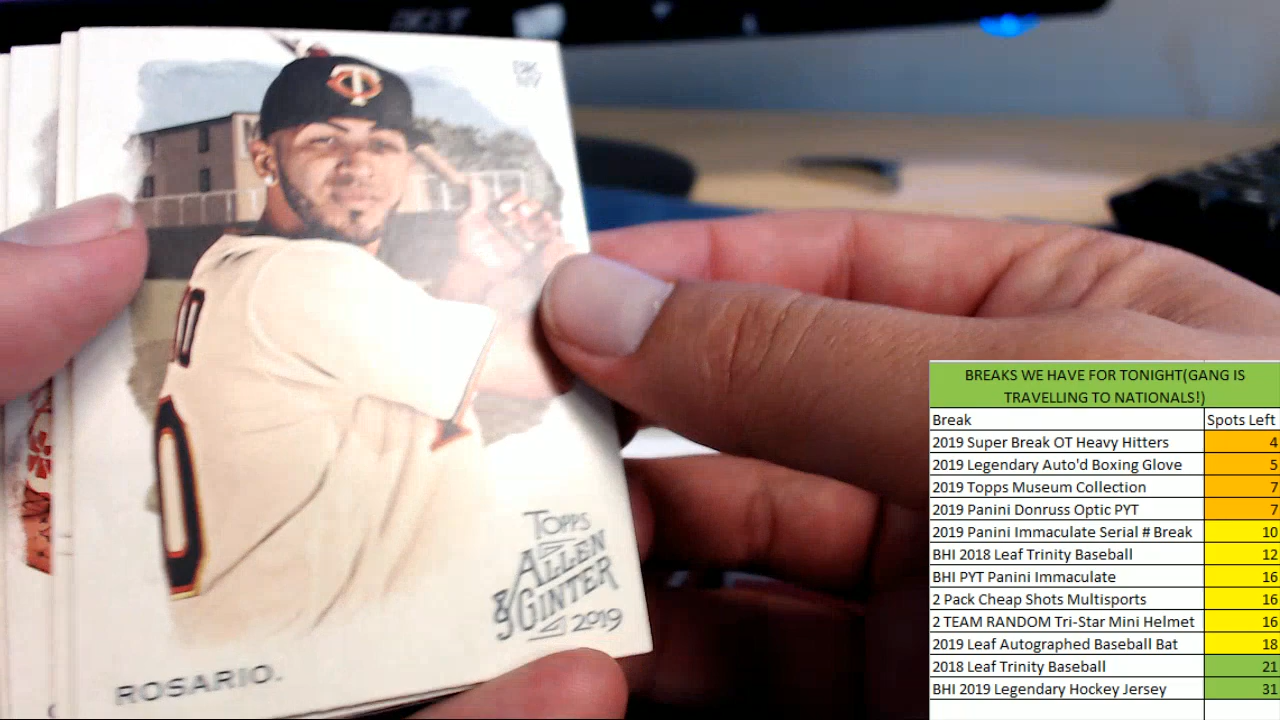 TC
TOPPS
ALLEN
& GINTER
2019
ROSARIO.
BREAKS WE HAVE FOR TONIGHT(GANG IS
TRAVELLING TO NATIONALS!)
Break Spots Left
2019 Super Break OT Heavy Hitters 4
2019 Legendary Auto'd Boxing Glove 5
2019 Topps Museum Collection 7
2019 Panini Donruss Optic PYT 7
2019 Panini Immaculate Serial # Break 10
BHI 2018 Leaf Trinity Baseball 12
BHI PYT Panini Immaculate 16
2 Pack Cheap Shots Multisports 16
2 TEAM RANDOM Tri-Star Mini Helmet 16
2019 Leaf Autographed Baseball Bat 18
2018 Leaf Trinity Baseball 21
BHI 2019 Legendary Hockey Jersey 31